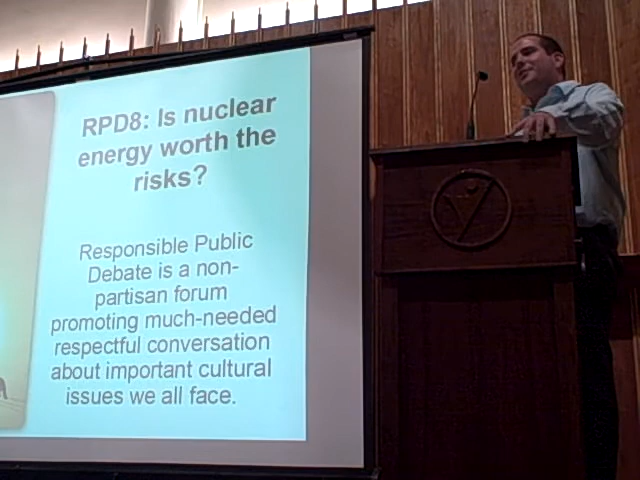 RPD8: Is nuclear
energy worth the
risks?
Responsible Public
Debate is a non-
partisan forum
promoting much-needed
respectful conversation
about important cultural
issues we all face.